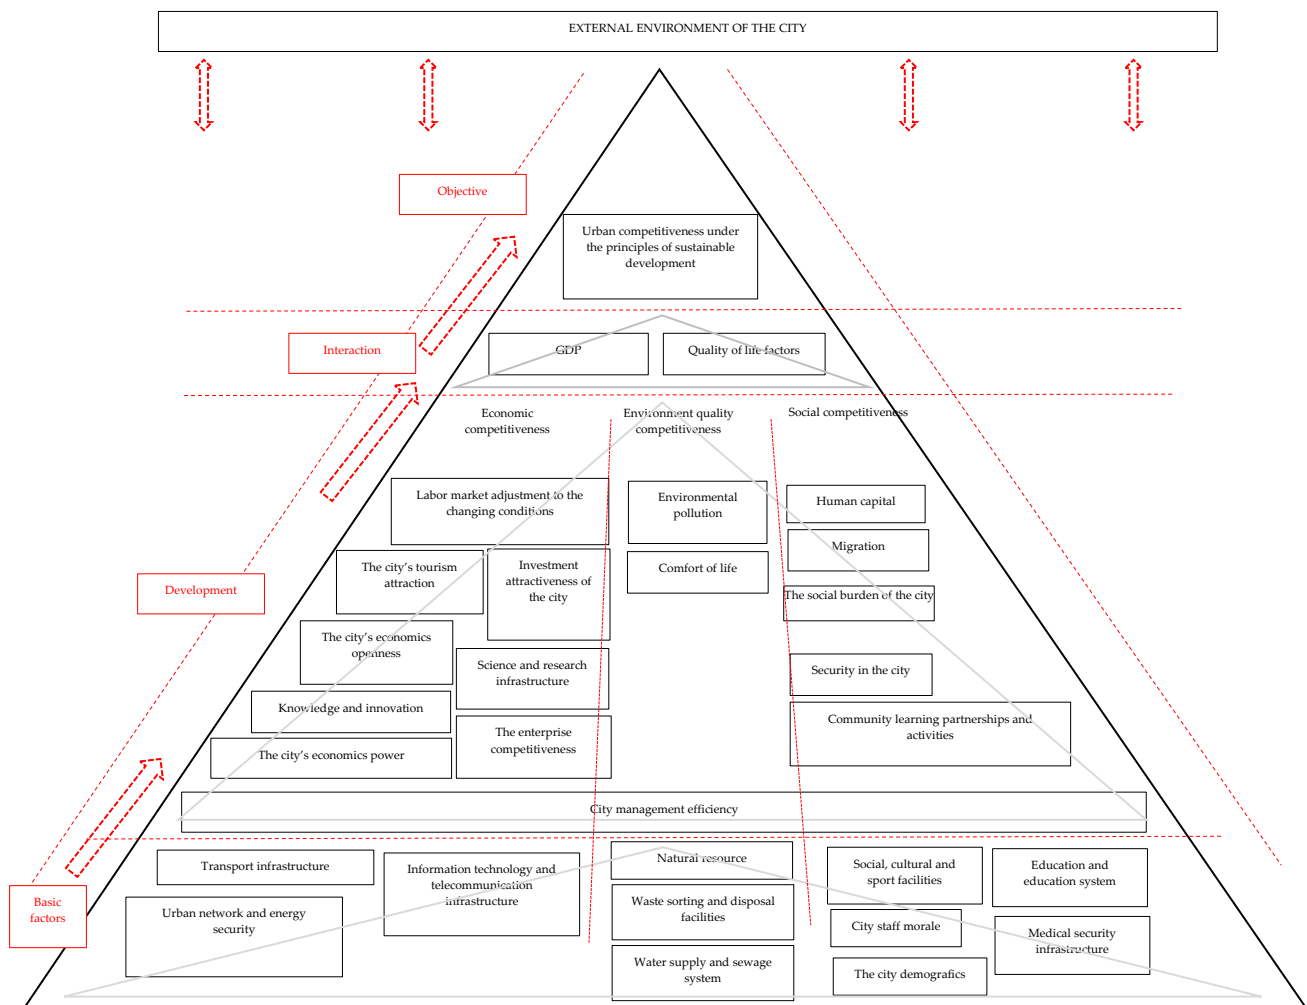 EXTERNAL ENVIRONMENT OF THE CITY
Objective
Urban competitiveness under
the principles of sustainable
development
Interaction
GDP
Quality of life factors
Economic
competitiveness
Environment quality
competitiveness
Social competitiveness
Labor market adjustment to the
changing conditions
Environmental
pollution
Human capital
Migration
The city's tourism
attraction
Investment
attractiveness of
the city
Comfort of life
The social burden of the city
Development
The city's economics
openness
Science and research
infrastructure
Security in the city
Knowledge and innovation
The enterprise
competitiveness
Community learning partnerships and
activities
The city's economics power
City management efficiency
Basic
factors
Transport infrastructure
Information technology and
telecommunication
infrastructure
Natural resource
Social, cultural and
sport facilities
Education and
education system
Urban network and energy
security
Waste sorting and disposal
facilities
City staff morale
Medical security
infrastructure
Water supply and sewage
system
The city demografics